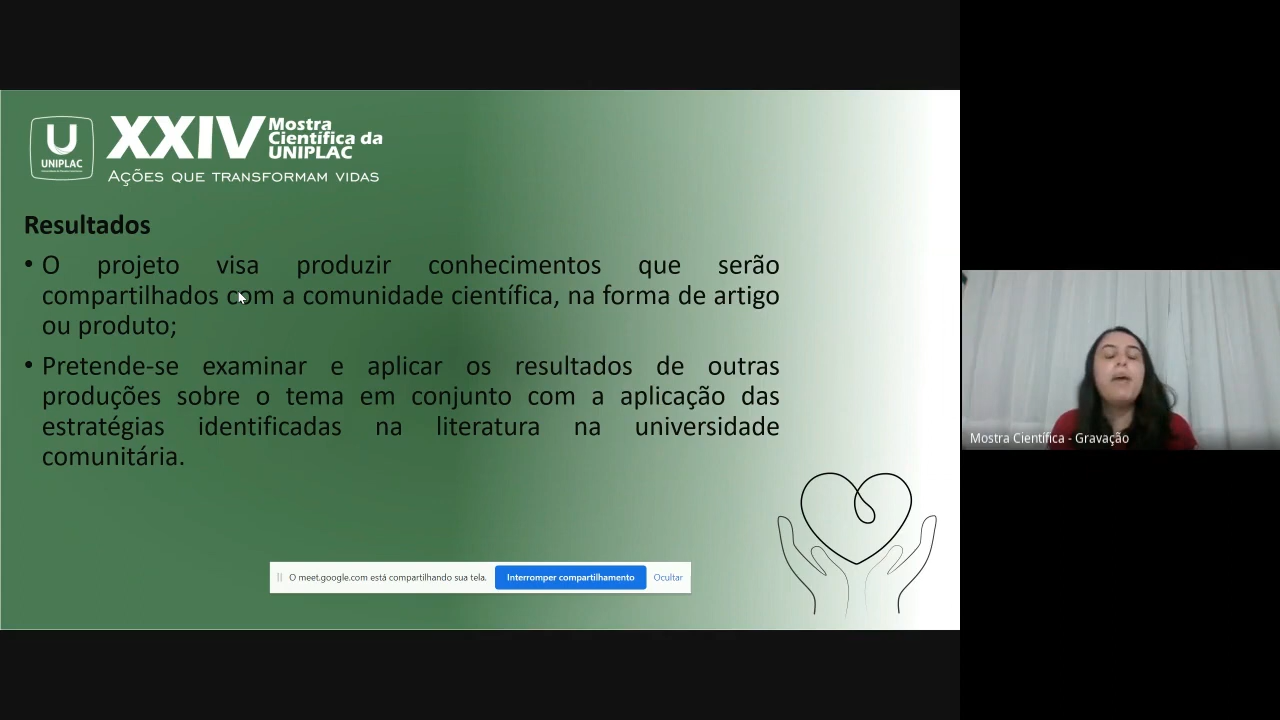 U
UNIPLAC
XXIV
Mostra
Científica da
UNIPLAC
AÇÕES QUE TRANSFORMAM VIDAS
Resultados
• O projeto visa produzir conhecimentos que serão
compartilhados com a comunidade científica, na forma de artigo
ou produto;
• Pretende-se examinar e aplicar os resultados de outras
produções sobre o tema em conjunto com a aplicação das
estratégias identificadas na literatura na universidade
comunitária.
O meet.google.com está compartilhando sua tela. Interromper compartilhamento Ocultar
Mostra Científica - Gravação